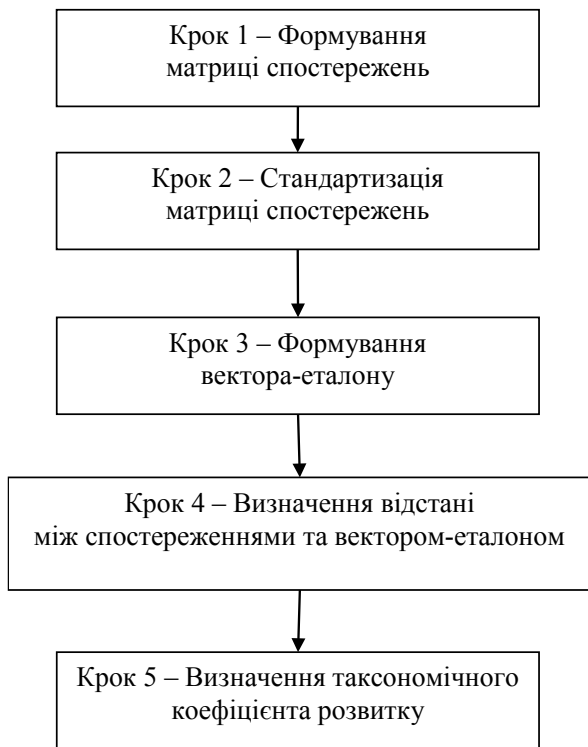 Крок 1 – Формування
матриці спостережень
Крок 2 – Стандартизація
матриці спостережень
Крок 3 – Формування
вектора-еталону
Крок 4 – Визначення відстані
між спостереженнями та вектором-еталоном
Крок 5 – Визначення таксономічного
коефіцієнта розвитку